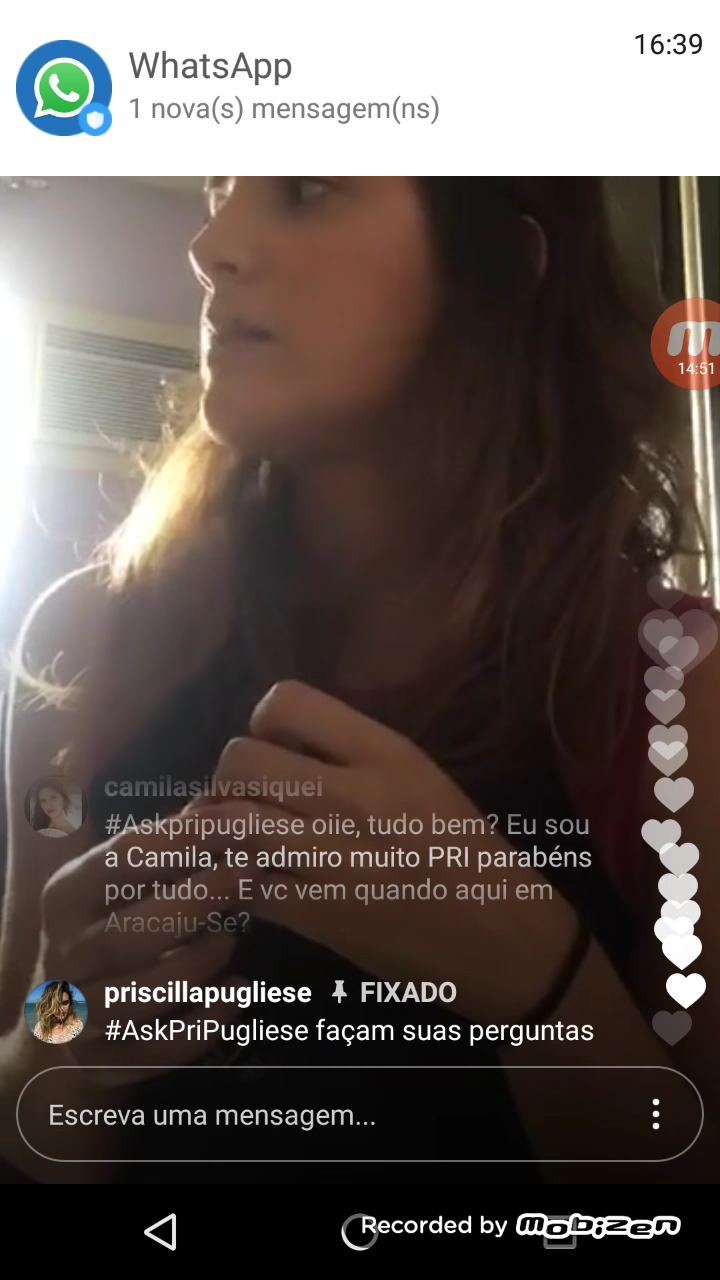 WhatsApp
16:39
1 nova(s) mensagem(ns)
14:51
camilasilvasiquei
#Askpripugliese oiie, tudo bem? Eu sou
a Camila, te admiro muito PRI parabéns
por tudo... E vc vem quando aqui em
Aracaju-Se?
priscillapugliese FIXADO
#AskPriPugliese façam suas perguntas
Escreva uma mensagem...
Recorded by mobizen